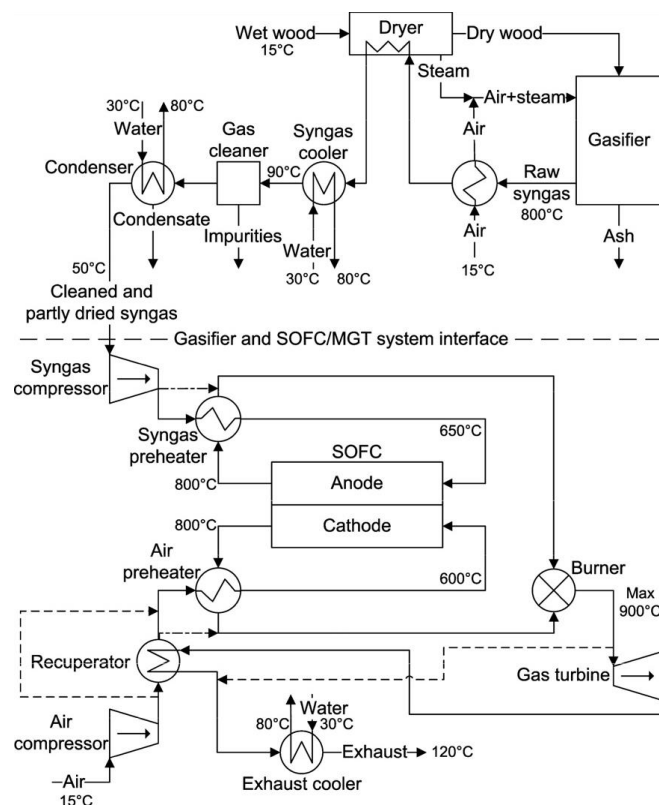 Wet wood
15°C
Dryer
Dry wood
Steam
Air+steam
Air
Gasifier
30°C
80°C
Water
Gas
cleaner
Syngas
cooler
Condenser
90°C
Raw
syngas
800°C
Condensate
Impurities
Water
30°C
80°C
Air
15°C
Ash
50°C
Cleaned and
partly dried syngas
Gasifier and SOFC/MGT system interface
Syngas
compressor
Syngas
preheater
650°C
SOFC
800°C
Anode
800°C
Cathode
Air
preheater
600°C
Burner
Max
900°C
Recuperator
Gas turbine
Air
compressor
Water
80°C
30°C
Exhaust
120°C
Air
15°C
Exhaust cooler